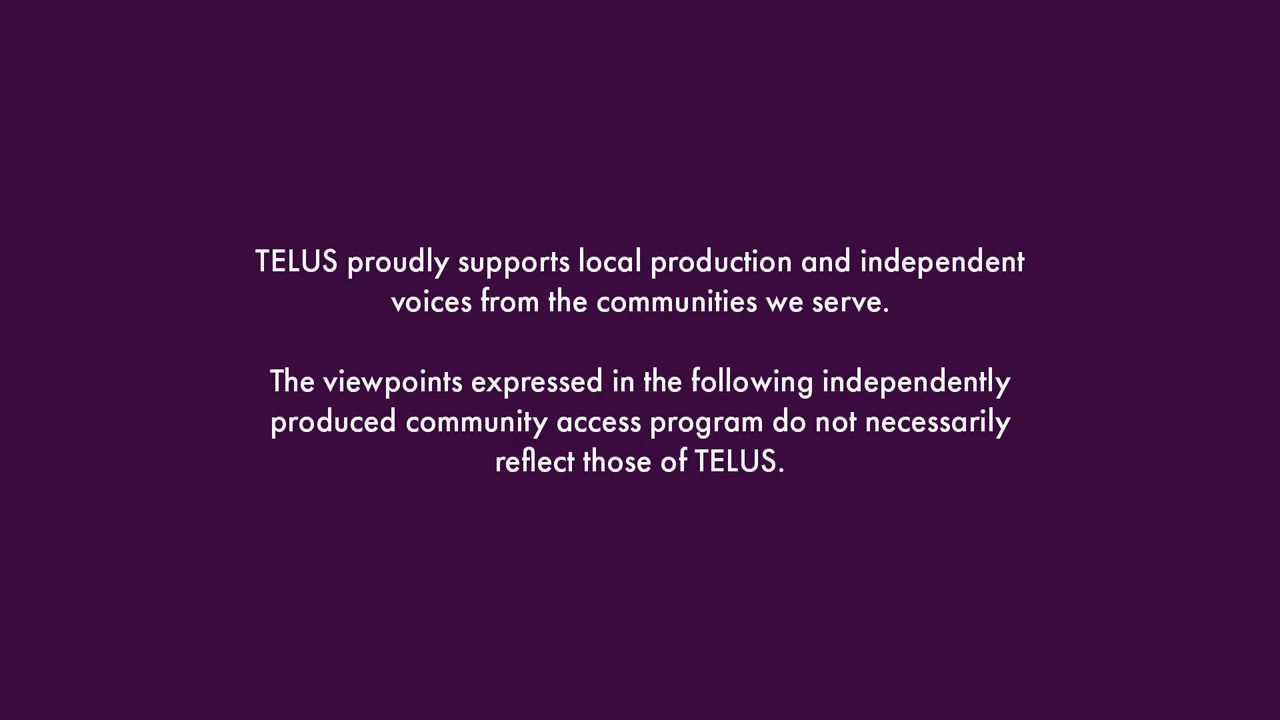 TELUS proudly supports local production and independent
voices from the communities we serve.
The viewpoints expressed in the following independently
produced community access program do not necessarily
reflect those of TELUS.